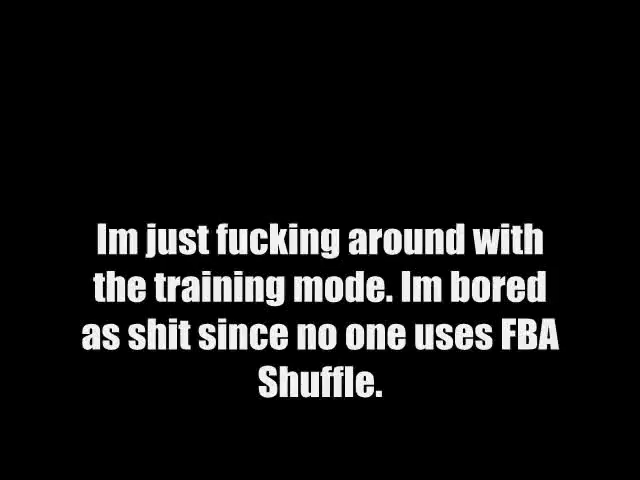 Im just fucking around with
the training mode. Im bored
as shit since no one uses FBA
Shuffle.